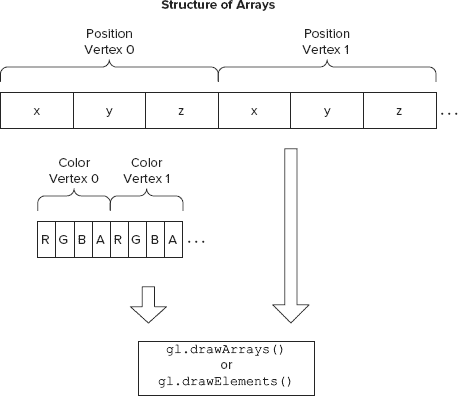 Structure of Arrays
Position Position
Vertex 0 Vertex 1
x y z x y z ...
Color Color
Vertex 0 Vertex 1
R G B A R G B A ...
gl.drawArrays()
or
gl.drawElements()